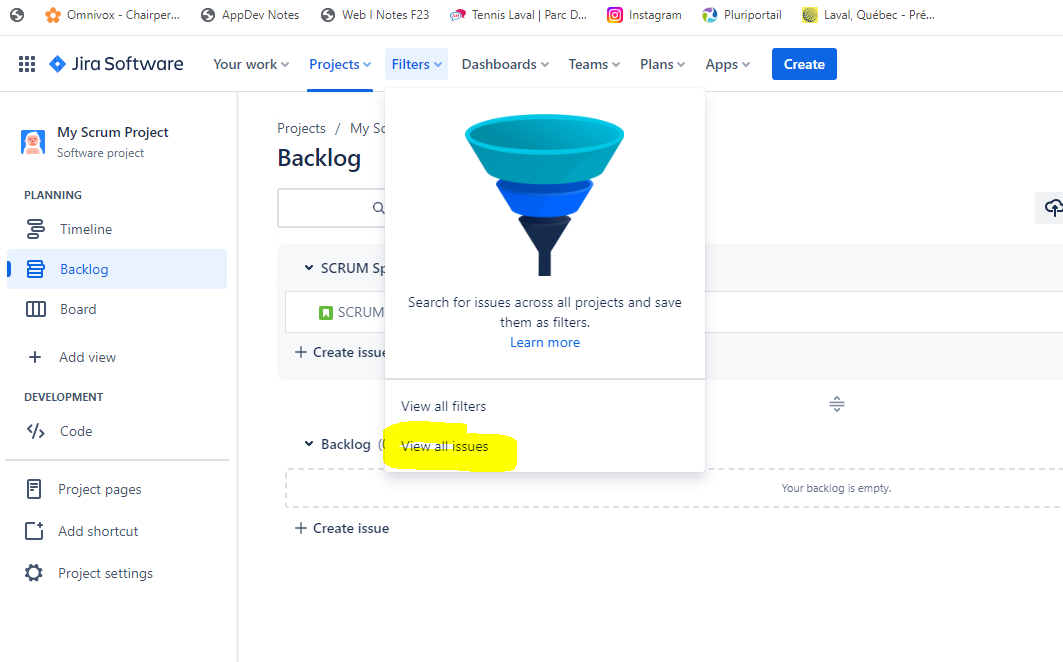 Omnivox - Chairper...
AppDev Notes
Web I Notes F23
Tennis Laval | Parc D...
Instagram
Pluriportail
Laval, Québec - Pré...
Jira Software
Your work
Projects
Filters
Dashboards
Teams
Plans
Apps
Create
My Scrum Project
Software project
PLANNING
Timeline
Backlog
Board
Add view
DEVELOPMENT
Code
Project pages
Add shortcut
Project settings
Projects / My Sc
Backlog
SCRUM Sp
SCRUM
+ Create issue
Search for issues across all projects and save
them as filters.
Learn more
View all filters
View all issues
Backlog
Your backlog is empty.
+ Create issue